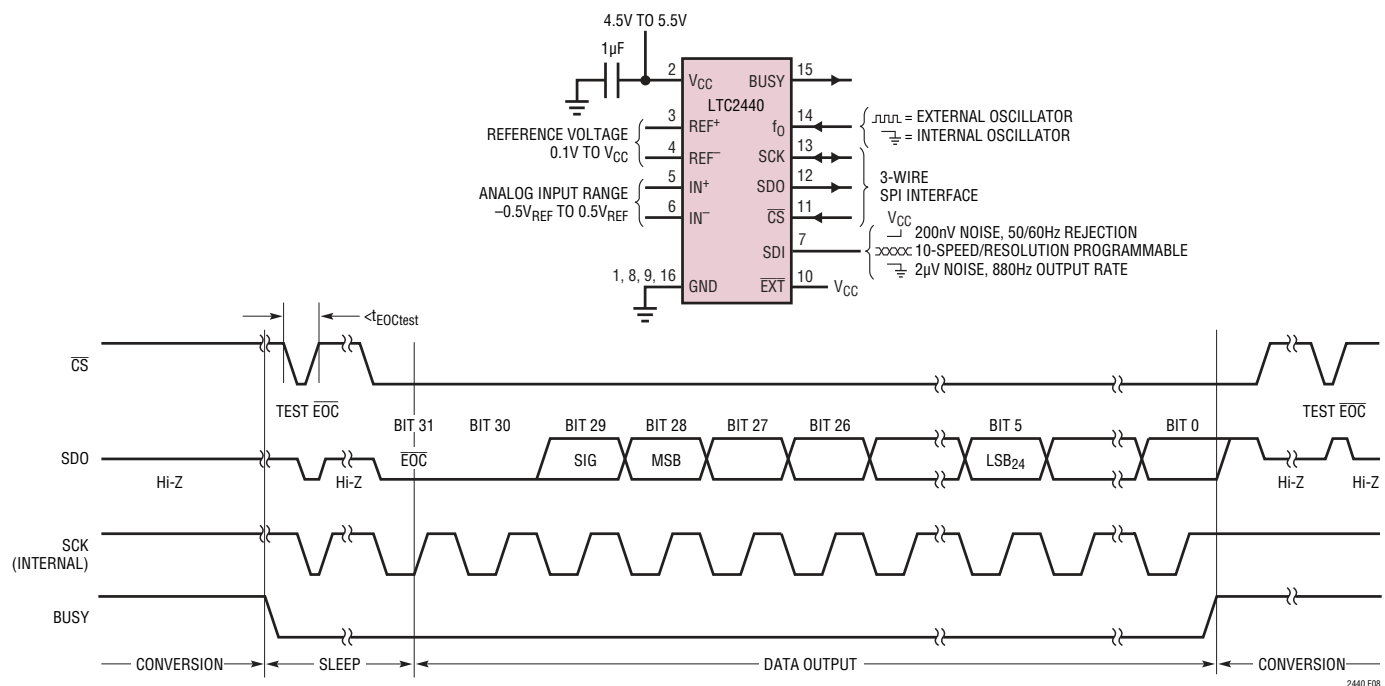 4.5V TO 5.5V
1µF
2 VCC BUSY 15
LTC2440
3 REF+ fO 14
= EXTERNAL OSCILLATOR
= INTERNAL OSCILLATOR
REFERENCE VOLTAGE
0.1V TO VCC
4 REF– SCK 13
5 IN+ SDO 12
3-WIRE
SPI INTERFACE
ANALOG INPUT RANGE
–0.5VREF TO 0.5VREF
6 IN– CS 11
VCC
200nV NOISE, 50/60Hz REJECTION
SDI 7
10-SPEED/RESOLUTION PROGRAMMABLE
2µV NOISE, 880Hz OUTPUT RATE
1, 8, 9, 16 GND EXT 10 VCC
<tEOCtest
CS
TEST EOC
TEST EOC
BIT 31 BIT 30 BIT 29 BIT 28 BIT 27 BIT 26 BIT 5 BIT 0
SDO
EOC SIG MSB LSB24
Hi-Z Hi-Z Hi-Z Hi-Z
SCK
(INTERNAL)
BUSY
CONVERSION SLEEP DATA OUTPUT CONVERSION
2440 F08